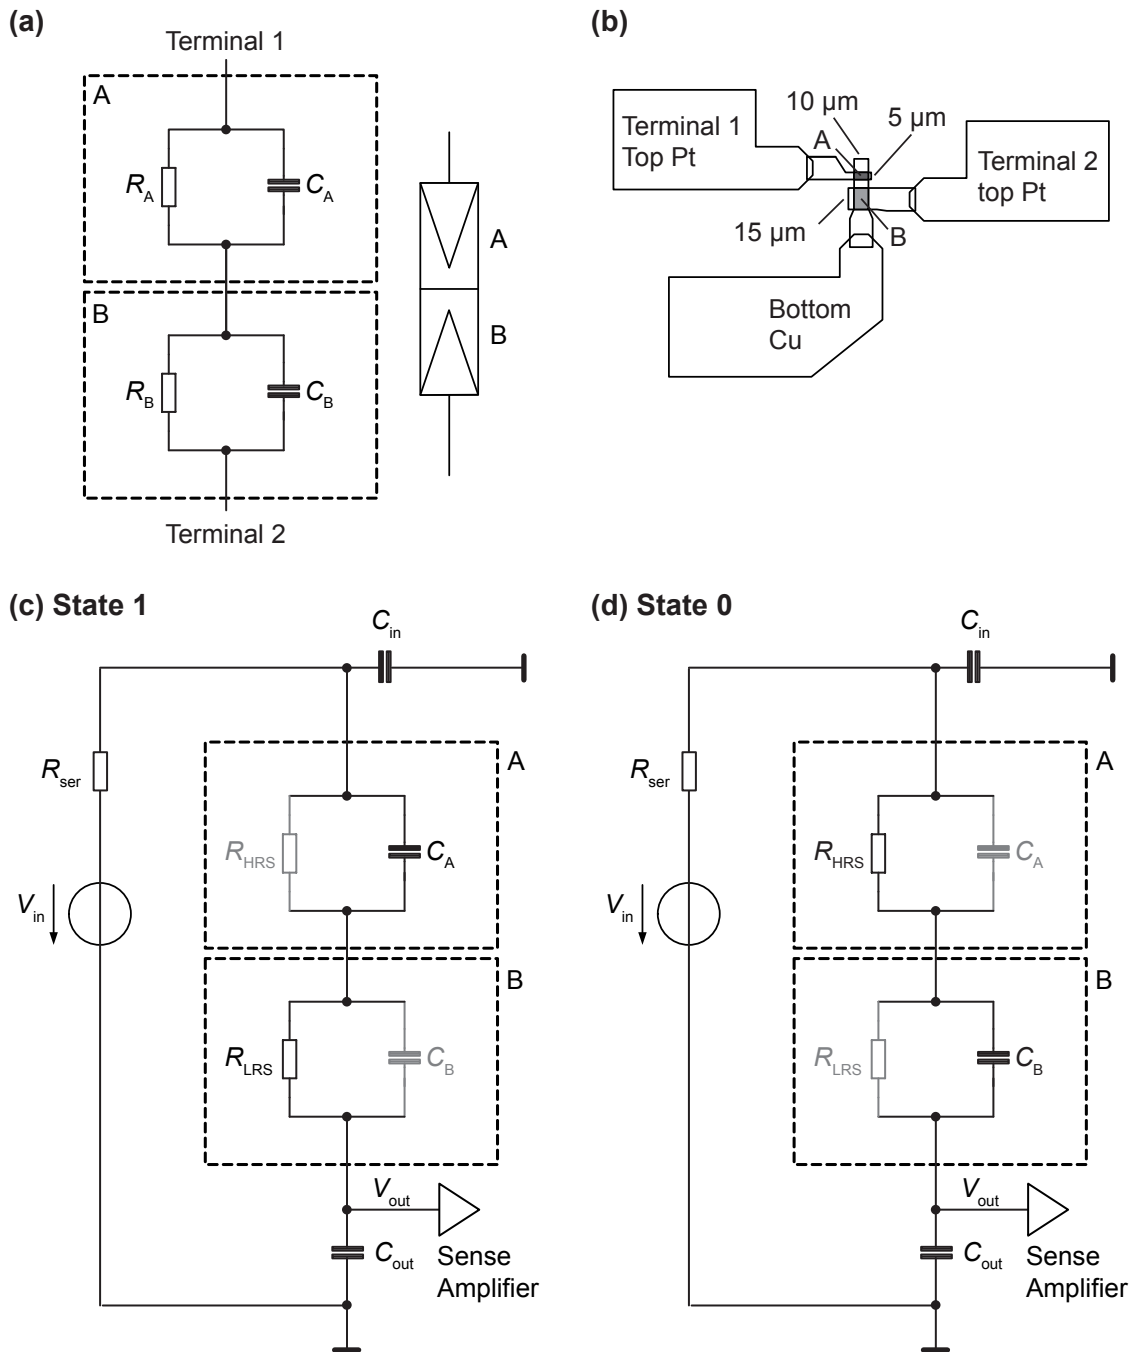 (a)
Terminal 1
A
R_A
C_A
B
R_B
C_B
Terminal 2
A
B
(b)
10 µm
5 µm
Terminal 1
Top Pt
A
Terminal 2
top Pt
15 µm
B
Bottom
Cu
(c) State 1
C_in
A
R_ser
R_HRS
C_A
V_in
B
R_LRS
C_B
V_out
C_out
Sense
Amplifier
(d) State 0
C_in
A
R_ser
R_HRS
C_A
V_in
B
R_LRS
C_B
V_out
C_out
Sense
Amplifier